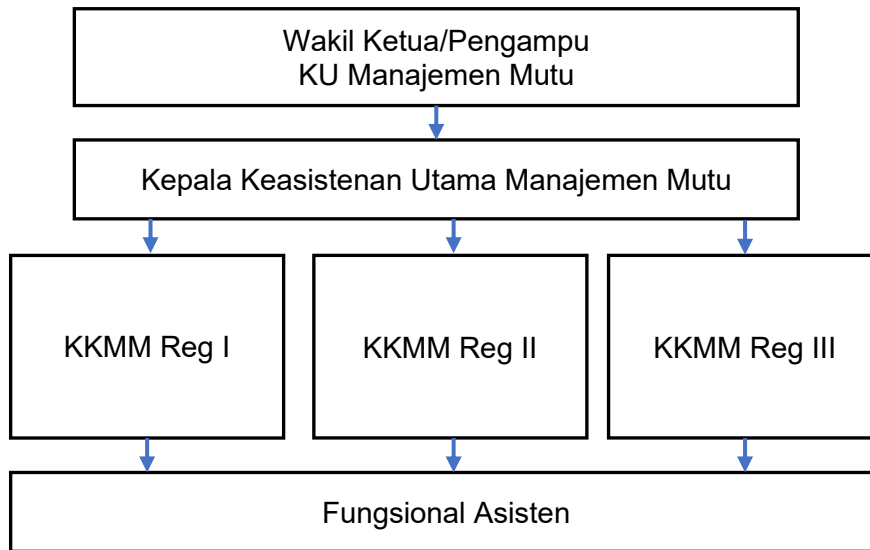 Wakil Ketua/Pengampu
KU Manajemen Mutu
Kepala Keasistenan Utama Manajemen Mutu
KKMM Reg I
KKMM Reg II
KKMM Reg III
Fungsional Asisten